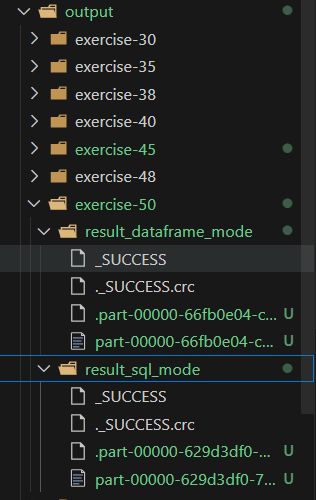 output
exercise-30
exercise-35
exercise-38
exercise-40
exercise-45
exercise-48
exercise-50
result_dataframe_mode
_SUCCESS
._SUCCESS.crc
.part-00000-66fb0e04-c... U
part-00000-66fb0e04-c... U
result_sql_mode
_SUCCESS
._SUCCESS.crc
.part-00000-629d3df0-... U
part-00000-629d3df0-7... U